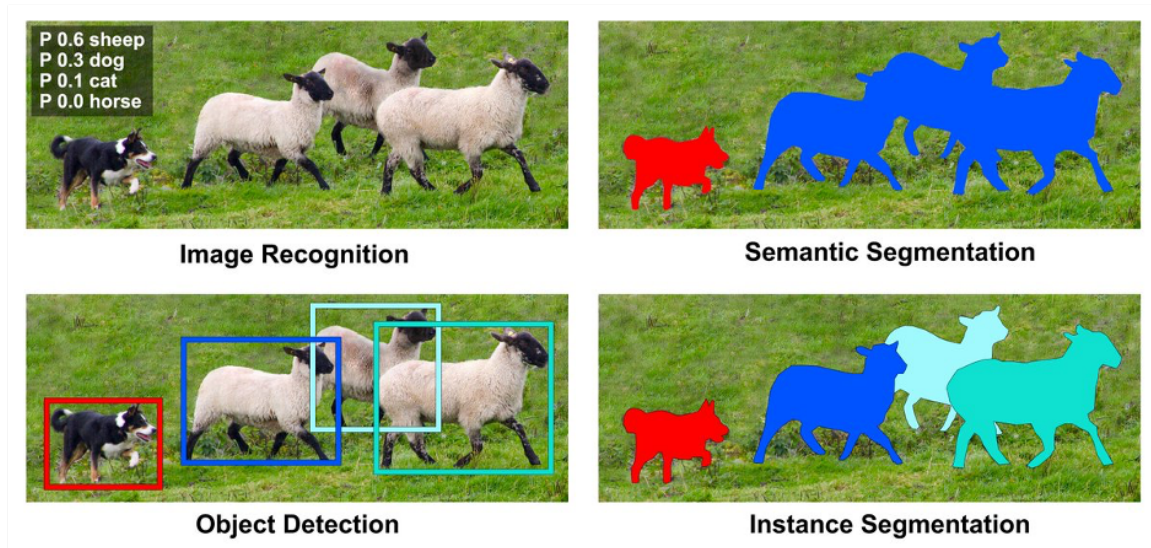 P 0.6 sheep
P 0.3 dog
P 0.1 cat
P 0.0 horse
Image Recognition
Semantic Segmentation
Object Detection
Instance Segmentation